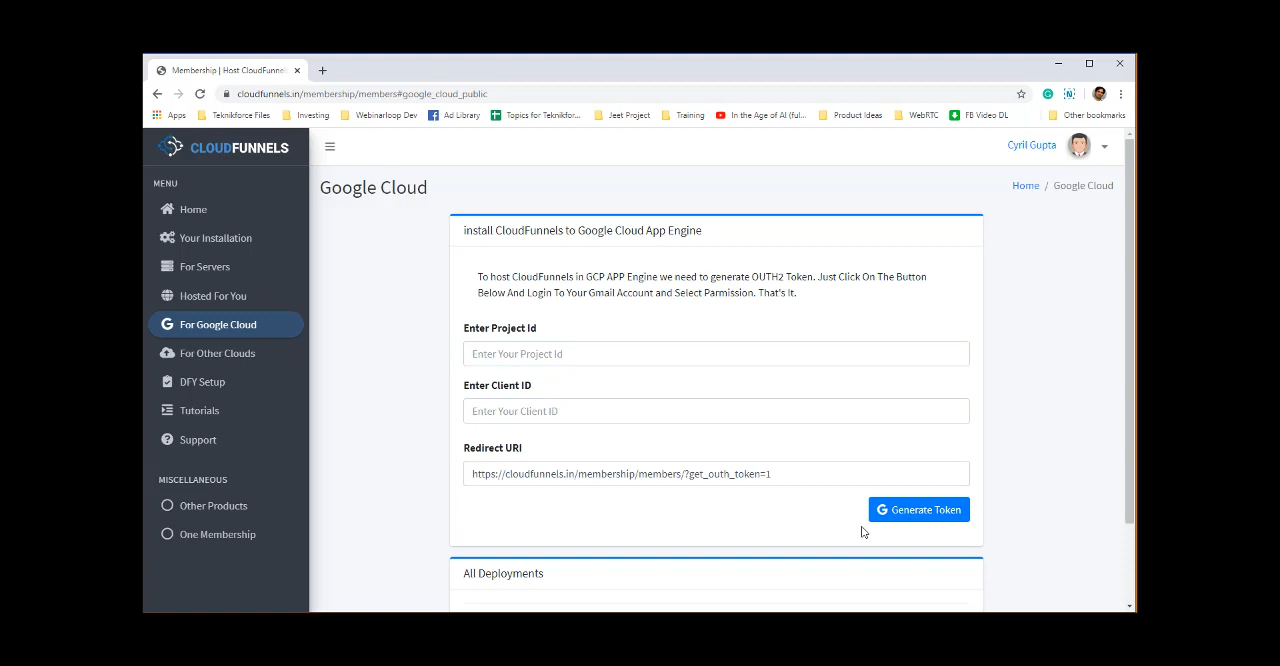 Membership | Host CloudFunnel
cloudfunnels.in/membership/members#google_cloud_public
Apps
Teknikforce Files
Investing
Webinarloop Dev
Ad Library
Topics for Teknikfor...
Jeet Project
Training
In the Age of AI (ful...
Product Ideas
WebRTC
FB Video DL
Other bookmarks
CLOUDFUNNELS
Cyril Gupta
MENU
Google Cloud
Home / Google Cloud
Home
Your Installation
For Servers
Hosted For You
For Google Cloud
For Other Clouds
DFY Setup
Tutorials
Support
MISCELLANEOUS
Other Products
One Membership
install CloudFunnels to Google Cloud App Engine
To host CloudFunnels in GCP APP Engine we need to generate OUTH2 Token. Just Click On The Button
Below And Login To Your Gmail Account and Select Parmission. That's It.
Enter Project Id
Enter Your Project Id
Enter Client ID
Enter Your Client ID
Redirect URI
https://cloudfunnels.in/membership/members/?get_outh_token=1
Generate Token
All Deployments